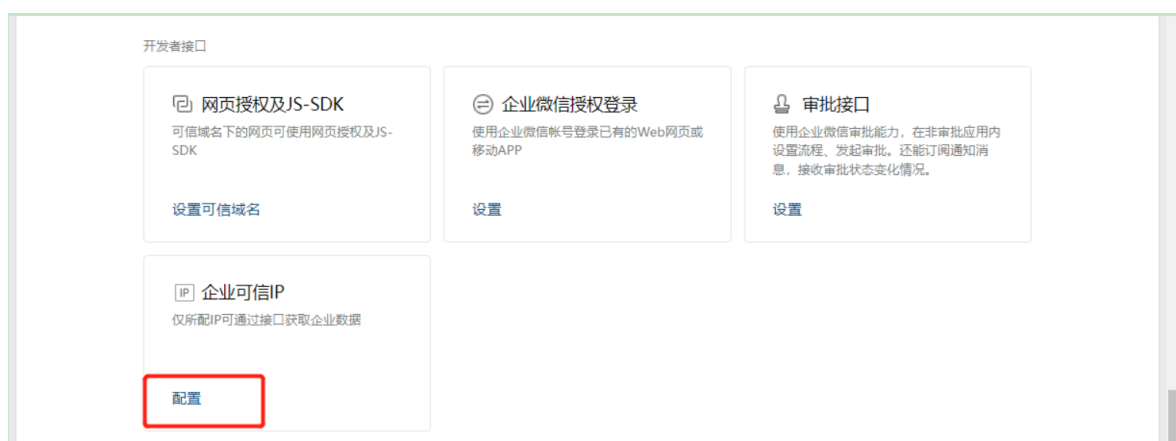 开发者接口
网页授权及JS-SDK
可信域名下的网页可使用网页授权及JS-
SDK
设置可信域名
企业微信授权登录
使用企业微信帐号登录已有的Web网页或
移动APP
设置
审批接口
使用企业微信审批能力，在非审批应用内
设置流程、发起审批。还能订阅通知消
息，接收审批状态变化情况。
设置
IP 企业可信IP
仅所配IP可通过接口获取企业数据
配置